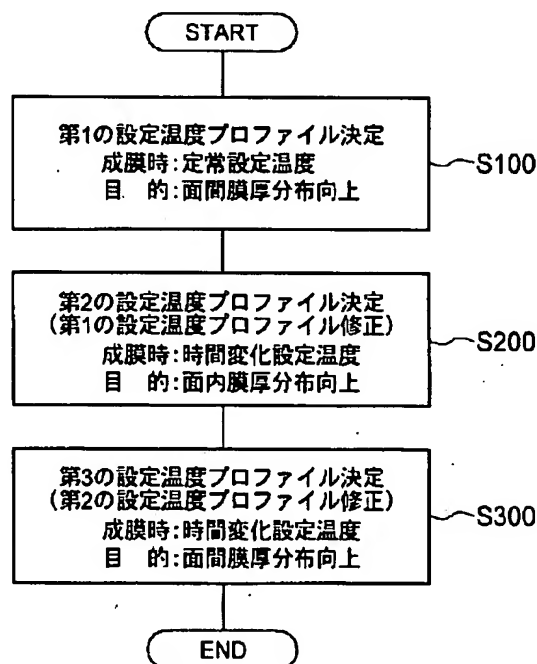 START
第1の設定温度プロファイル決定
成膜時:定常設定温度
目 的:面間膜厚分布向上
S100
第2の設定温度プロファイル決定
(第1の設定温度プロファイル修正)
成膜時:時間変化設定温度
目 的:面内膜厚分布向上
S200
第3の設定温度プロファイル決定
(第2の設定温度プロファイル修正)
成膜時:時間変化設定温度
目 的:面間膜厚分布向上
S300
END